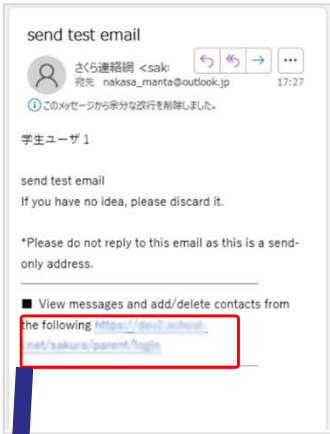 send test email
さくら連絡網 <saku
宛先 nakasa_manta@outlook.jp
17:27
このメッセージから余分な改行を削除しました。
学生ユーザ 1
send test email
If you have no idea, please discard it.
*Please do not reply to this email as this is a send-
only address.
■ View messages and add/delete contacts from
the following https://dev2.school-
i.net/sakura/parent/login